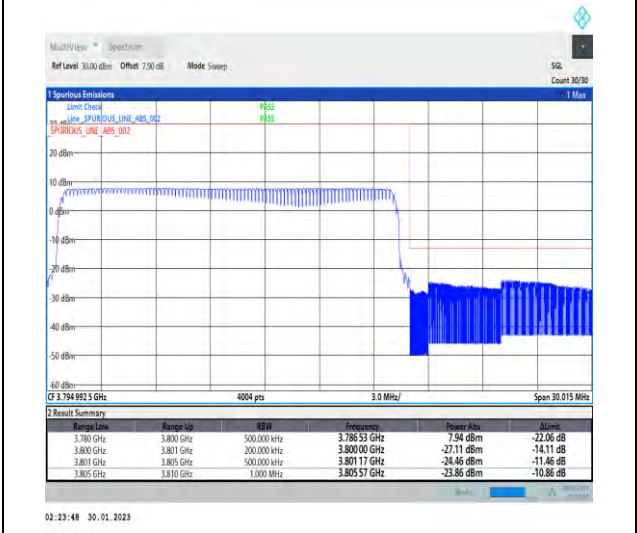 MultiView Spectrum
Ref Level 30.00 dBm Offset 7.90 dB Mode Sweep SGL
Count 30/30
1 Spurious Emissions 1 Max
Limit Check PASS
Line _SPURIOUS_LINE_ABS_002 PASS
_SPURIOUS_LINE_ABS_002
20 dBm
10 dBm
0 dBm
-10 dBm
-20 dBm
-30 dBm
-40 dBm
-50 dBm
-60 dBm
CF 3.794 992 5 GHz 4004 pts 3.0 MHz/ Span 30.015 MHz
2 Result Summary
Range Low Range Up RBW Frequency Power Abs ΔLimit
3.780 GHz 3.800 GHz 500.000 kHz 3.786 53 GHz 7.94 dBm -22.06 dB
3.800 GHz 3.801 GHz 200.000 kHz 3.800 00 GHz -27.11 dBm -14.11 dB
3.801 GHz 3.805 GHz 500.000 kHz 3.801 17 GHz -24.46 dBm -11.46 dB
3.805 GHz 3.810 GHz 1.000 MHz 3.805 57 GHz -23.86 dBm -10.86 dB
02:23:48 30.01.2023